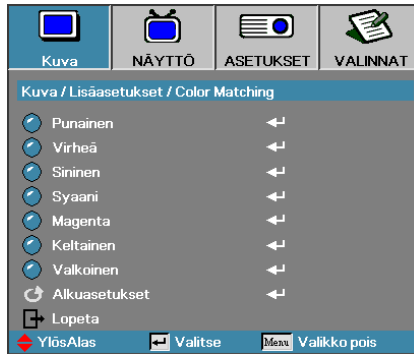 Kuva NÄYTTÖ ASETUKSET VALINNAT
Kuva / Lisäasetukset / Color Matching
Punainen
Virheä
Sininen
Syaani
Magenta
Keltainen
Valkoinen
Alkuasetukset
Lopeta
YlösAlas Valitse Menu Valikko pois